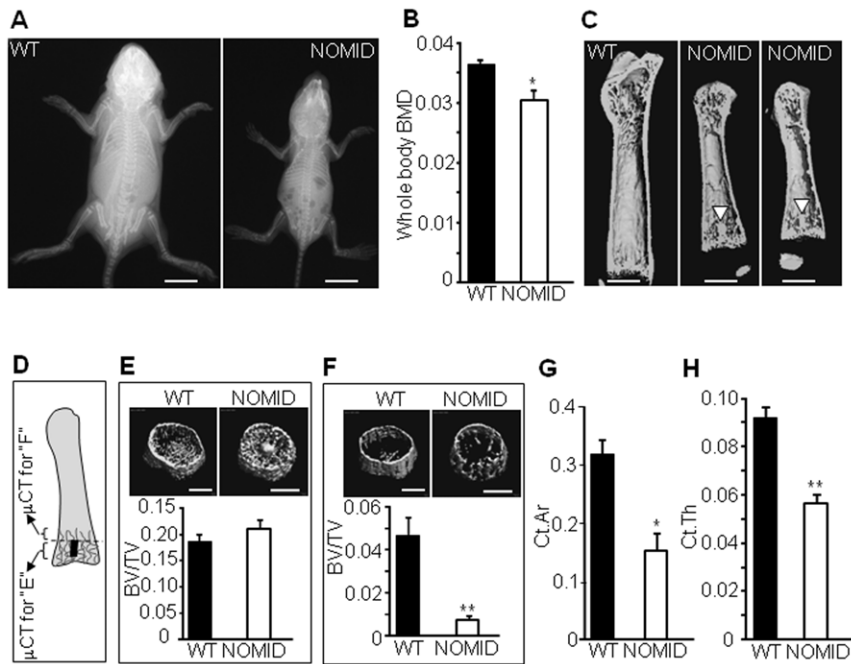 A
WT
NOMID
B
Whole body BMD
0.04
0.03
0.04
0.01
0
*
WT NOMID
C
WT
NOMID
NOMID
D
μCT for "F"
μCT for "E"
E
WT
NOMID
BV/TV
0.15
0.20
0.10
0.05
0.00
WT NOMID
F
WT
NOMID
BV/TV
0.06
0.04
0.02
0
**
WT NOMID
G
Ct.Ar
0.4
0.3
0.2
0.1
0
*
WT NOMID
H
Ct.Th
0.10
0.08
0.06
0.04
0.02
0
**
WT NOMID